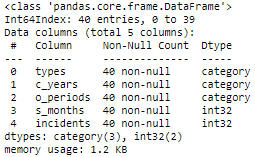 <class 'pandas.core.frame.DataFrame'>
Int64Index: 40 entries, 0 to 39
Data columns (total 5 columns):
 #   Column     Non-Null Count  Dtype
---  ------     --------------  -----
 0   types      40 non-null     category
 1   c_years    40 non-null     category
 2   o_periods  40 non-null     category
 3   s_months   40 non-null     int32
 4   incidents  40 non-null     int32
dtypes: category(3), int32(2)
memory usage: 1.2 KB